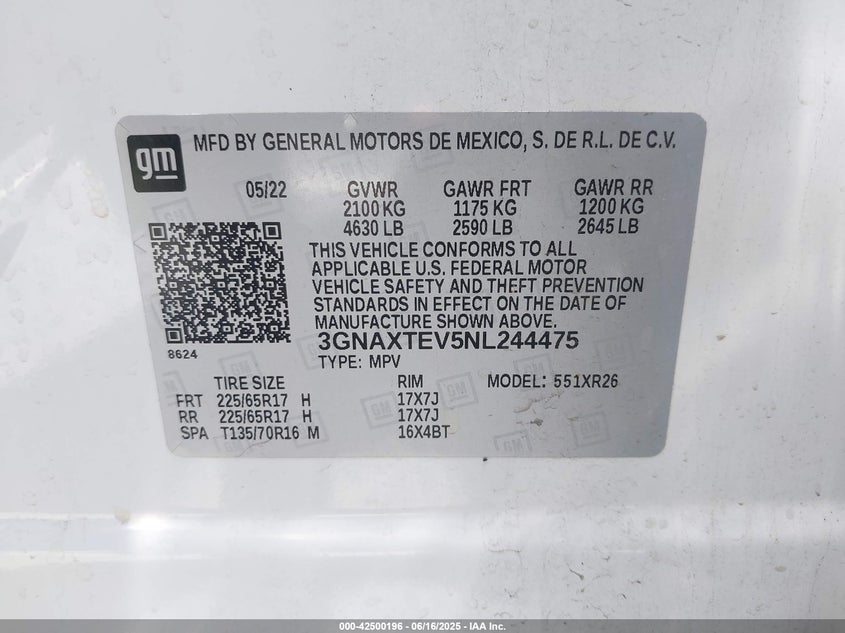 gm
MFD BY GENERAL MOTORS DE MEXICO, S. DE R.L. DE C.V.
05/22 GVWR GAWR FRT GAWR RR
2100 KG 1175 KG 1200 KG
4630 LB 2590 LB 2645 LB
THIS VEHICLE CONFORMS TO ALL
APPLICABLE U.S. FEDERAL MOTOR
VEHICLE SAFETY AND THEFT PREVENTION
STANDARDS IN EFFECT ON THE DATE OF
MANUFACTURE SHOWN ABOVE.
8624
3GNAXTEV5NL244475
TYPE: MPV
TIRE SIZE RIM MODEL: 551XR26
FRT 225/65R17 H 17X7J
RR 225/65R17 H 17X7J
SPA T135/70R16 M 16X4BT
000-42500196 - 06/16/2025 - IAA Inc.